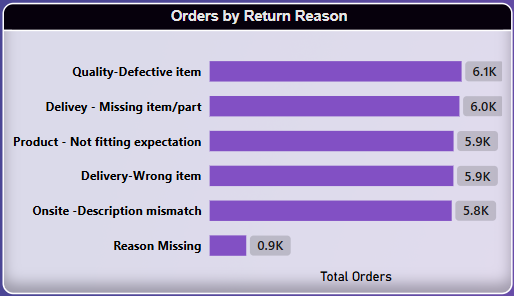 Orders by Return Reason
Quality-Defective item 6.1K
Delivey - Missing item/part 6.0K
Product - Not fitting expectation 5.9K
Delivery-Wrong item 5.9K
Onsite -Description mismatch 5.8K
Reason Missing 0.9K
Total Orders